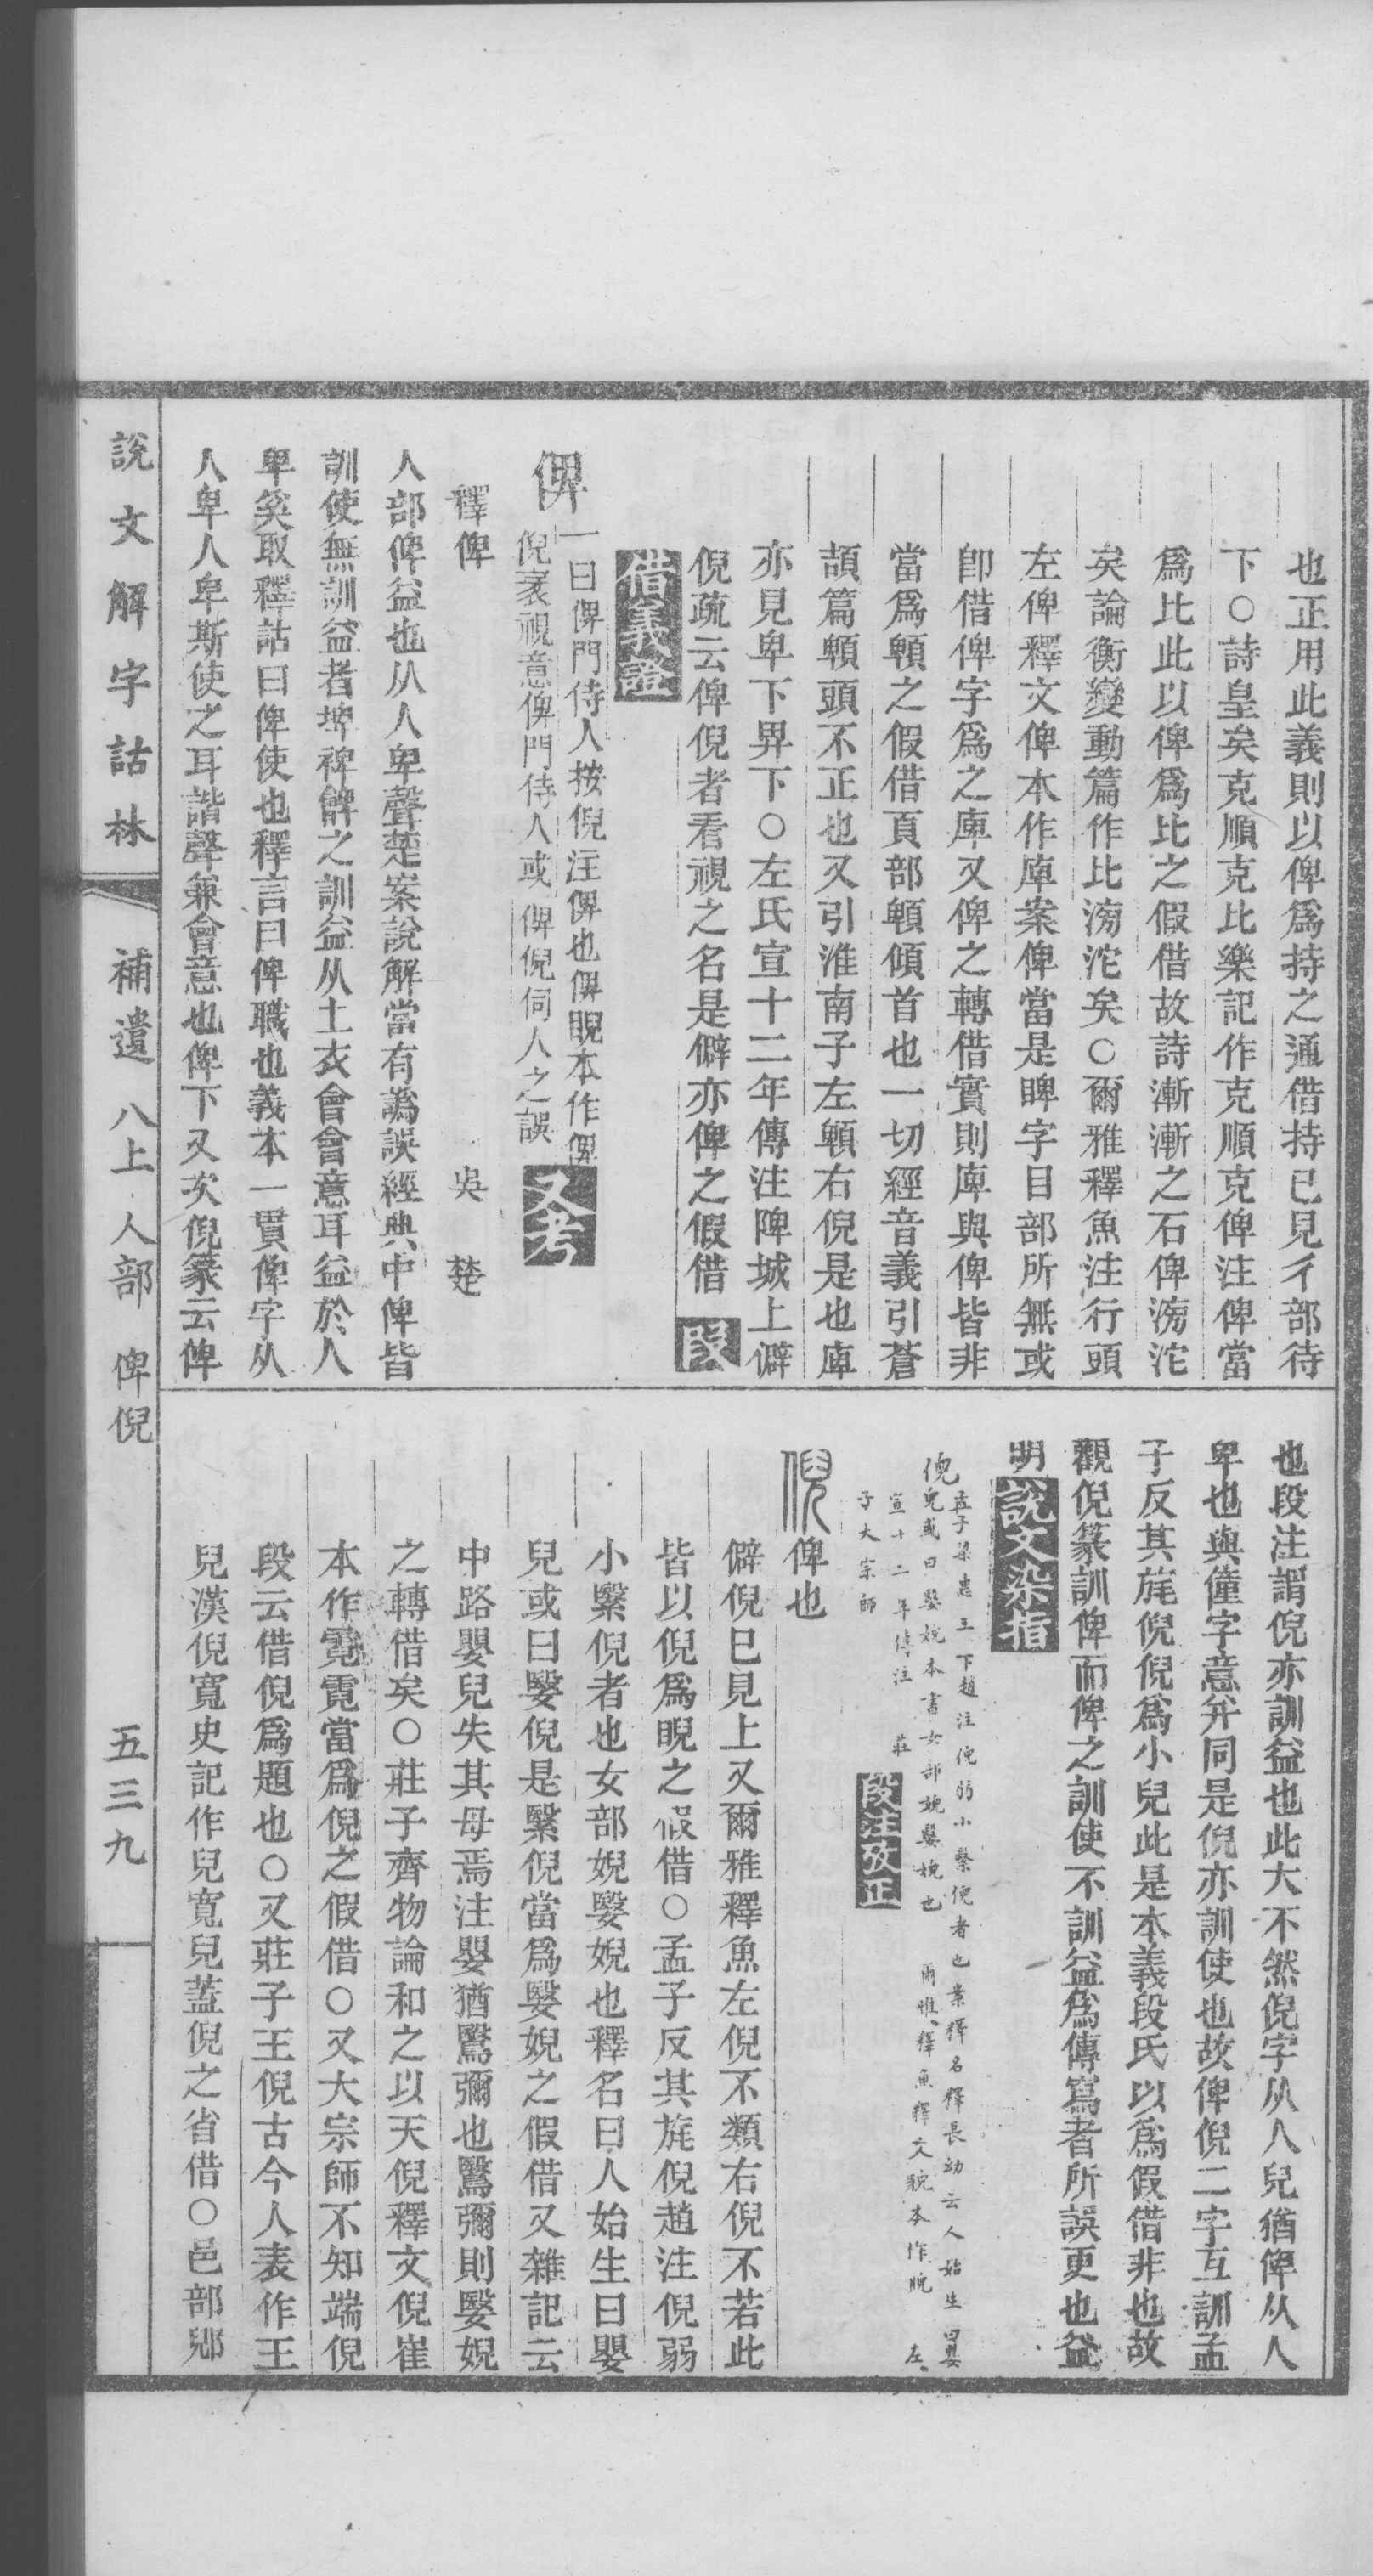 也正用此義則以俾爲持之通借持已見彳部待
下○詩皇矣克順克比樂記作克順克俾注俾當
爲比此以俾爲比之假借故詩漸漸之石俾滂沱
矣論衡變動篇作比滂沱矣○爾雅釋魚注行頭
左俾釋文俾本作庳案俾當是睥字目部所無或
卽借俾字爲之庳又俾之轉借實則庳與俾皆非
當爲頼之假借頁部頼傾首也一切經音義引蒼
頡篇頼頭不正也又引淮南子左頼右倪是也庳
亦見卑下畀下○左氏宣十二年傳注陴城上僻
倪疏云俾倪者看視之名是僻亦俾之假借 段
借義證
俾 一曰俾門侍人按倪注俾也俾睨本作俾
倪衺視意俾門侍人或俾倪伺人之誤 又考
釋俾 吳楚
人部俾益也从人卑聲楚案說解當有譌誤經典中俾皆
訓使無訓益者埤裨髀之訓益从土衣會會意耳益於人
卑奚取釋詁曰俾使也釋言曰俾職也義本一貫俾字从
人卑人卑斯使之耳諧聲兼會意也俾下又次倪篆云俾
也段注謂倪亦訓益也此大不然倪字从人兒猶俾从人
卑也與僮字意幷同是倪亦訓使也故俾倪二字互訓孟
子反其旄倪倪爲小兒此是本義段氏以爲假借非也故
觀倪篆訓俾而俾之訓使不訓益爲傳寫者所誤更也益
明 說文染指
倪 孟子梁惠王下趙注倪弱小繄倪者也案釋名釋長幼云人始生曰嬰
兒或曰嫛婗本書女部婗嫛婗也 爾雅釋魚釋文貌本作睨 左
宣十二年傳注 莊
子大宗師 段注攷正
倪 俾也
僻倪已見上又爾雅釋魚左倪不類右倪不若此
皆以倪爲睨之假借○孟子反其旄倪趙注倪弱
小繄倪者也女部婗嫛婗也釋名曰人始生曰嬰
兒或曰嫛倪是繄倪當爲嫛婗之假借又雜記云
中路嬰兒失其母焉注嬰猶鷖彌也鷖彌則嫛婗
之轉借矣○莊子齊物論和之以天倪釋文倪崔
本作霓霓當爲倪之假借○又大宗師不知端倪
段云借倪爲題也○又莊子王倪古今人表作王
兒漢倪寬史記作兒寬兒蓋倪之省借○邑部郳
說文解字詁林 補遺 八上 人部 俾倪 五三九